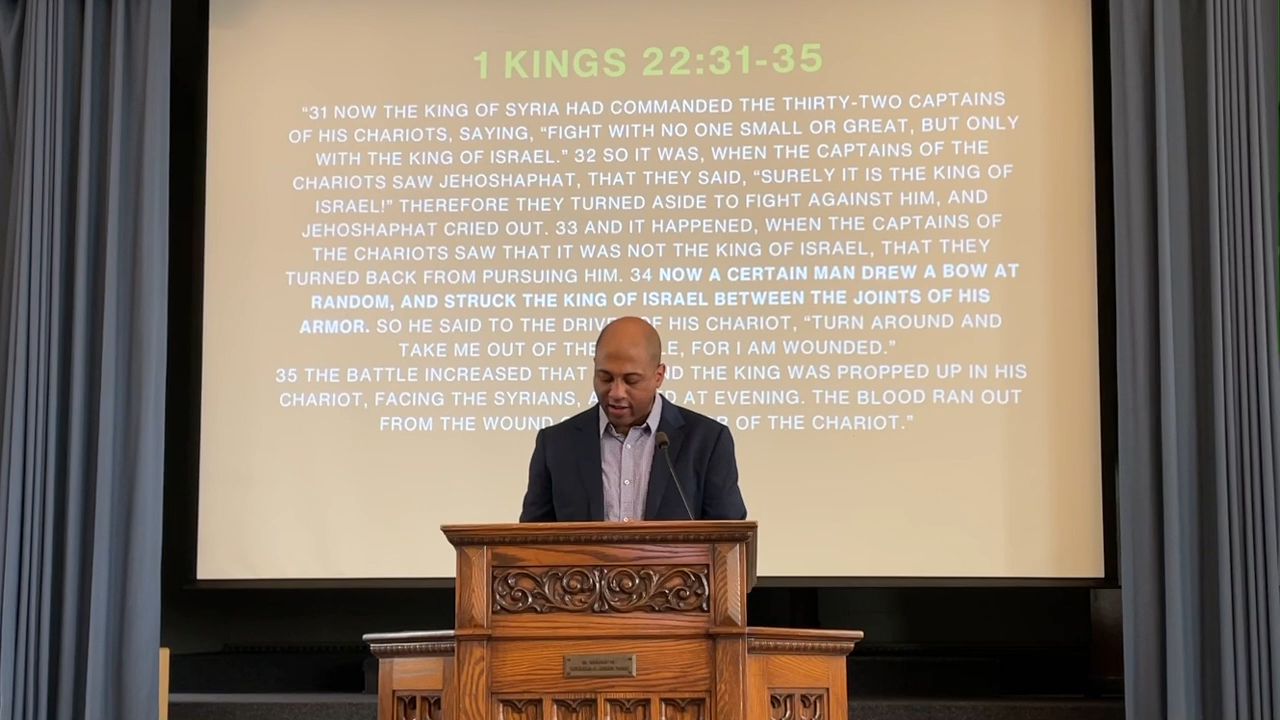 1 KINGS 22:31-35
“31 NOW THE KING OF SYRIA HAD COMMANDED THE THIRTY-TWO CAPTAINS
OF HIS CHARIOTS, SAYING, “FIGHT WITH NO ONE SMALL OR GREAT, BUT ONLY
WITH THE KING OF ISRAEL.” 32 SO IT WAS, WHEN THE CAPTAINS OF THE
CHARIOTS SAW JEHOSHAPHAT, THAT THEY SAID, “SURELY IT IS THE KING OF
ISRAEL!” THEREFORE THEY TURNED ASIDE TO FIGHT AGAINST HIM, AND
JEHOSHAPHAT CRIED OUT. 33 AND IT HAPPENED, WHEN THE CAPTAINS OF
THE CHARIOTS SAW THAT IT WAS NOT THE KING OF ISRAEL, THAT THEY
TURNED BACK FROM PURSUING HIM. 34 NOW A CERTAIN MAN DREW A BOW AT
RANDOM, AND STRUCK THE KING OF ISRAEL BETWEEN THE JOINTS OF HIS
ARMOR. SO HE SAID TO THE HIS CHARIOT, “TURN AROUND AND
TAKE ME OUT OF FOR I AM WOUNDED.”
35 THE BATTLE INCREASED THAT THE KING WAS PROPPED UP IN HIS
CHARIOT, FACING THE SYRIANS, AT EVENING. THE BLOOD RAN OUT
FROM THE WOUND OF THE CHARIOT.”